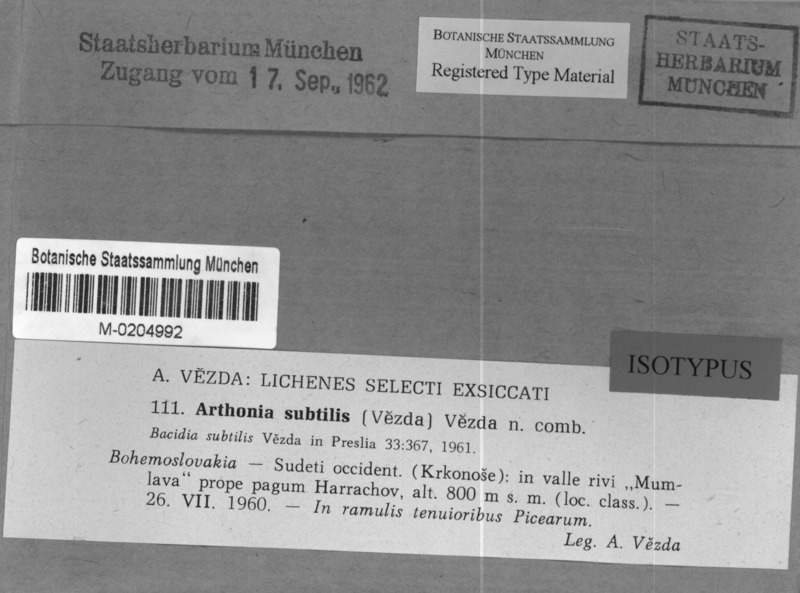 Staatsherbarium München
Zugang vom 17. Sep. 1962
BOTANISCHE STAATSSAMMLUNG
MÜNCHEN
Registered Type Material
STAATS-
HERBARIUM
MÜNCHEN
Botanische Staatssammlung München
M-0204992
ISOTYPUS
A. VĚZDA: LICHENES SELECTI EXSICCATI
111. Arthonia subtilis (Vězda) Vězda n. comb.
Bacidia subtilis Vězda in Preslia 33:367, 1961.
Bohemoslovakia — Sudeti occident. (Krkonoše): in valle rivi „Mum-
lava“ prope pagum Harrachov, alt. 800 m s. m. (loc. class.). —
26. VII. 1960. — In ramulis tenuioribus Picearum.
Leg. A. Vězda